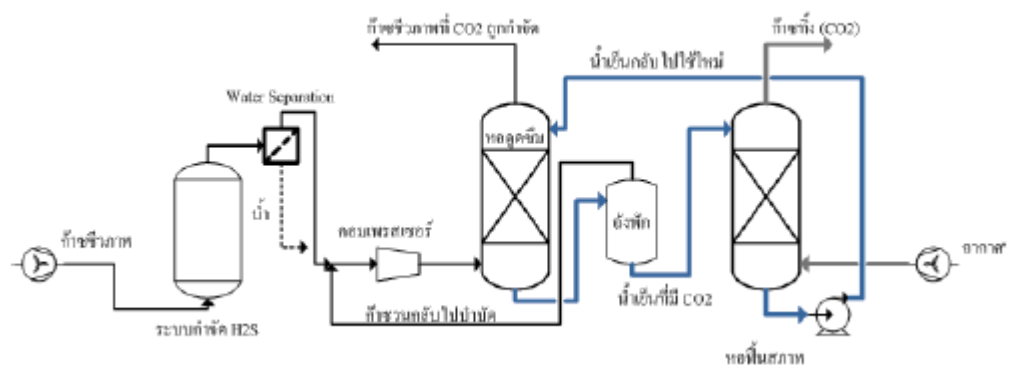 ก๊าซชีวภาพที่ CO2 ถูกกำจัด
ก๊าซทิ้ง (CO2)
น้ำเย็นกลับไปใช้ใหม่
Water Separation
หอดูดซึม
น้ำ
ถังพัก
คอมเพรสเซอร์
ก๊าซชีวภาพ
อากาศ
น้ำเย็นที่มี CO2
ก๊าซวนกลับไปบำบัด
ระบบกำจัด H2S
หอฟื้นสภาพ